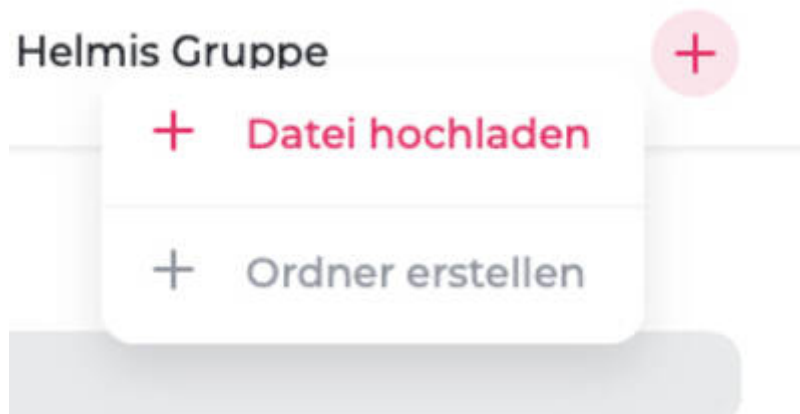 Helmis Gruppe
+ Datei hochladen
+ Ordner erstellen